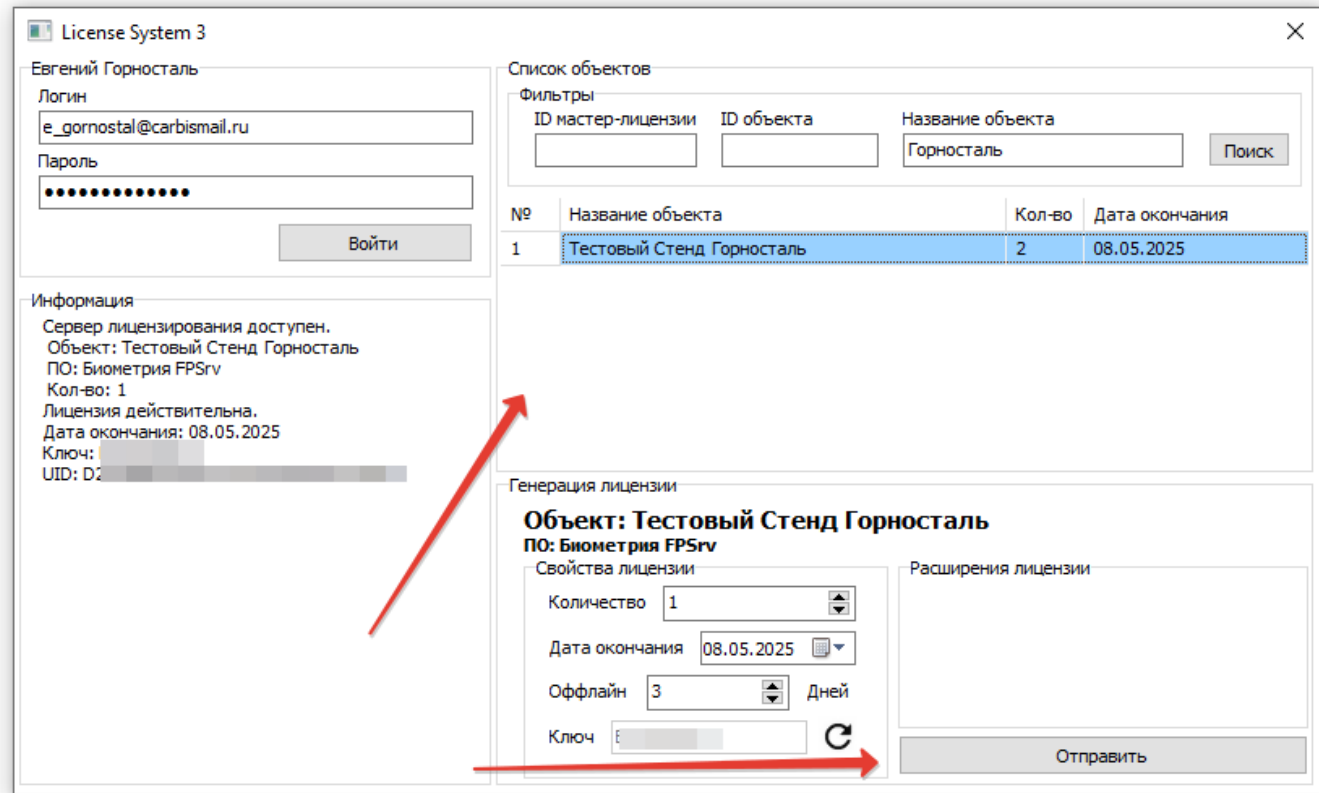 License System 3
Евгений Горносталь
Логин
e_gornostal@carbismail.ru
Пароль
•••••••••••••
Войти
Информация
Сервер лицензирования доступен.
Объект: Тестовый Стенд Горносталь
ПО: Биометрия FPSrv
Кол-во: 1
Лицензия действительна.
Дата окончания: 08.05.2025
Ключ:
UID:
Список объектов
Фильтры
ID мастер-лицензии ID объекта Название объекта
Горносталь Поиск
№ Название объекта Кол-во Дата окончания
1 Тестовый Стенд Горносталь 2 08.05.2025
Генерация лицензии
Объект: Тестовый Стенд Горносталь
ПО: Биометрия FPSrv
Свойства лицензии
Количество 1
Дата окончания 08.05.2025
Оффлайн 3 Дней
Ключ
Расширения лицензии
Отправить